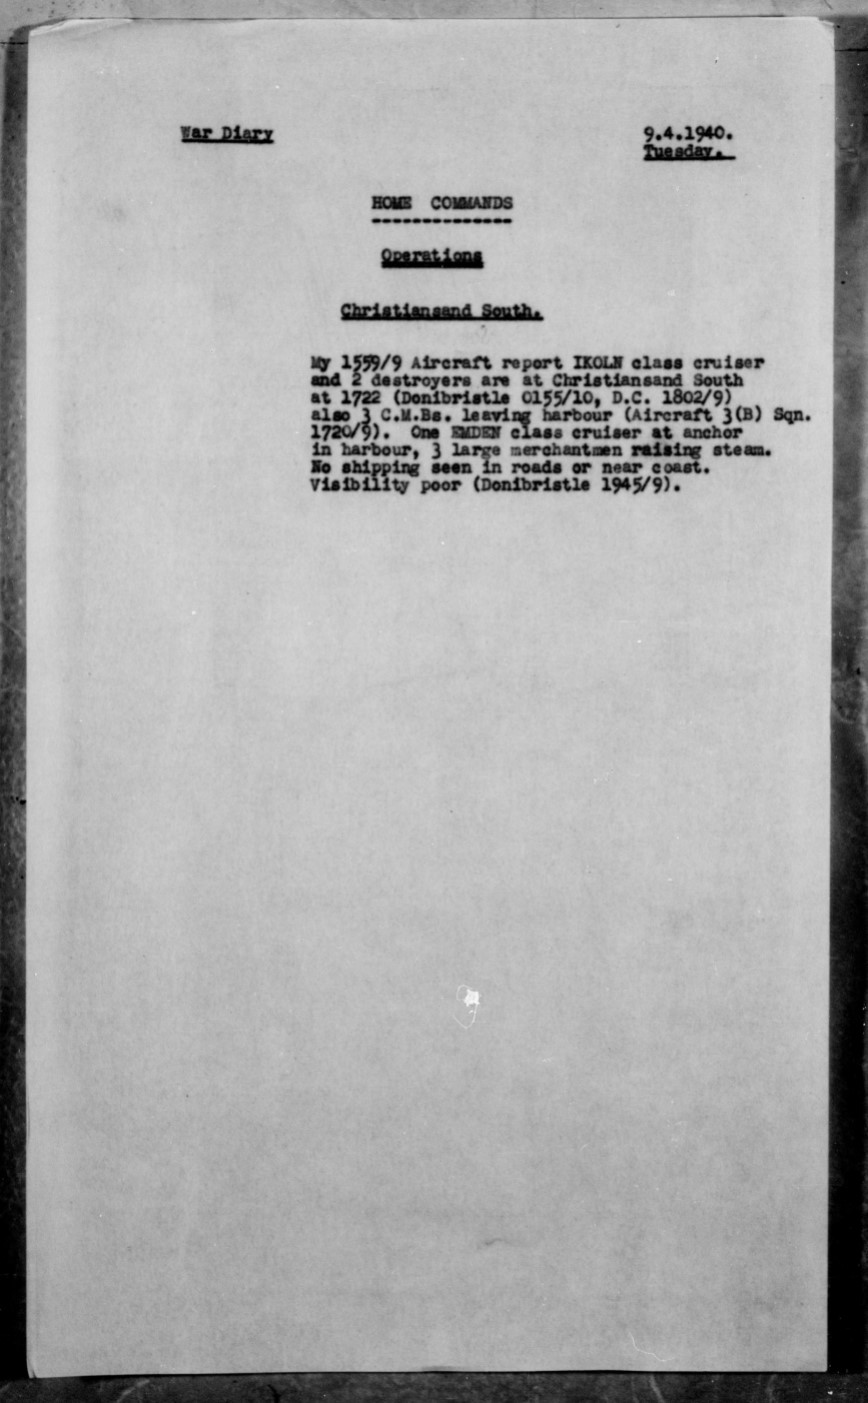 War Diary
9.4.1940.
Tuesday.
HOME COMMANDS
Operations
Christiansand South.
My 1559/9 Aircraft report IKOLN class cruiser
and 2 destroyers are at Christiansand South
at 1722 (Donibristle 0155/10, D.C. 1802/9)
also 3 C.M.Bs. leaving harbour (Aircraft 3(B) Sqn.
1720/9). One EMDEN class cruiser at anchor
in harbour, 3 large merchantmen raising steam.
No shipping seen in roads or near coast.
Visibility poor (Donibristle 1945/9).